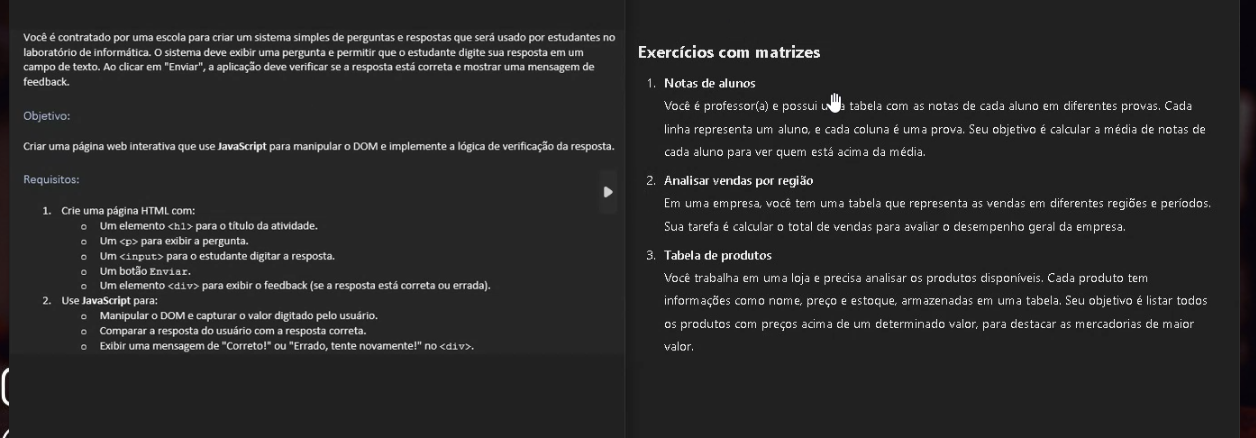 Você é contratado por uma escola para criar um sistema simples de perguntas e respostas que será usado por estudantes no
laboratório de informática. O sistema deve exibir uma pergunta e permitir que o estudante digite sua resposta em um
campo de texto. Ao clicar em "Enviar", a aplicação deve verificar se a resposta está correta e mostrar uma mensagem de
feedback.
Objetivo:
Criar uma página web interativa que use JavaScript para manipular o DOM e implemente a lógica de verificação da resposta.
Requisitos:
1. Crie uma página HTML com:
o Um elemento <h1> para o título da atividade.
o Um <p> para exibir a pergunta.
o Um <input> para o estudante digitar a resposta.
o Um botão Enviar.
o Um elemento <div> para exibir o feedback (se a resposta está correta ou errada).
2. Use JavaScript para:
o Manipular o DOM e capturar o valor digitado pelo usuário.
o Comparar a resposta do usuário com a resposta correta.
o Exibir uma mensagem de "Correto!" ou "Errado, tente novamente!" no <div>.
Exercícios com matrizes
1. Notas de alunos
Você é professor(a) e possui uma tabela com as notas de cada aluno em diferentes provas. Cada
linha representa um aluno, e cada coluna é uma prova. Seu objetivo é calcular a média de notas de
cada aluno para ver quem está acima da média.
2. Analisar vendas por região
Em uma empresa, você tem uma tabela que representa as vendas em diferentes regiões e períodos.
Sua tarefa é calcular o total de vendas para avaliar o desempenho geral da empresa.
3. Tabela de produtos
Você trabalha em uma loja e precisa analisar os produtos disponíveis. Cada produto tem
informações como nome, preço e estoque, armazenadas em uma tabela. Seu objetivo é listar todos
os produtos com preços acima de um determinado valor, para destacar as mercadorias de maior
valor.